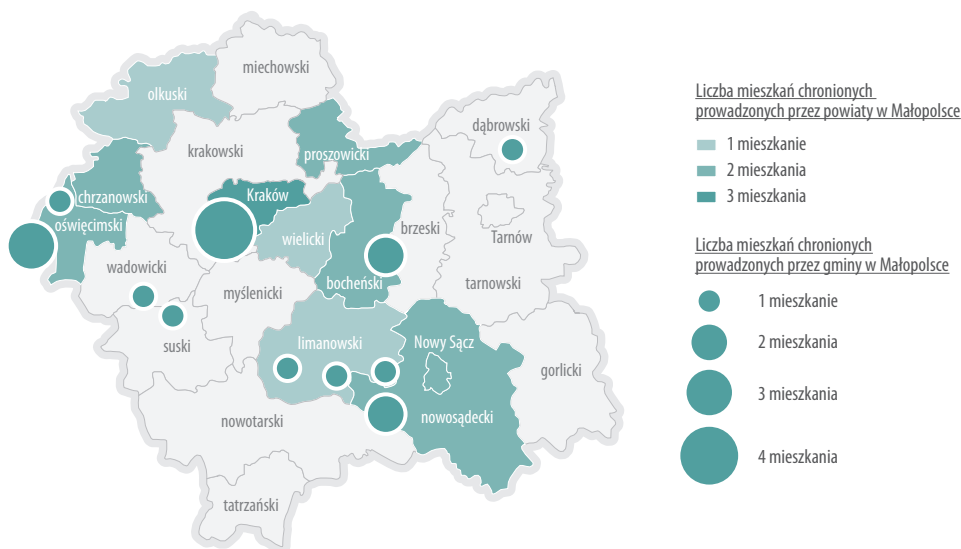 miechowski
olkuski
dąbrowski
krakowski
proszowicki
chrzanowski
Kraków
oświęcimski
wielicki
brzeski
Tarnów
wadowicki
bocheński
tarnowski
myślenicki
suski
limanowski
Nowy Sącz
gorlicki
nowotarski
nowosądecki
tatrzański
Liczba mieszkań chronionych
prowadzonych przez powiaty w Małopolsce
1 mieszkanie
2 mieszkania
3 mieszkania
Liczba mieszkań chronionych
prowadzonych przez gminy w Małopolsce
1 mieszkanie
2 mieszkania
3 mieszkania
4 mieszkania